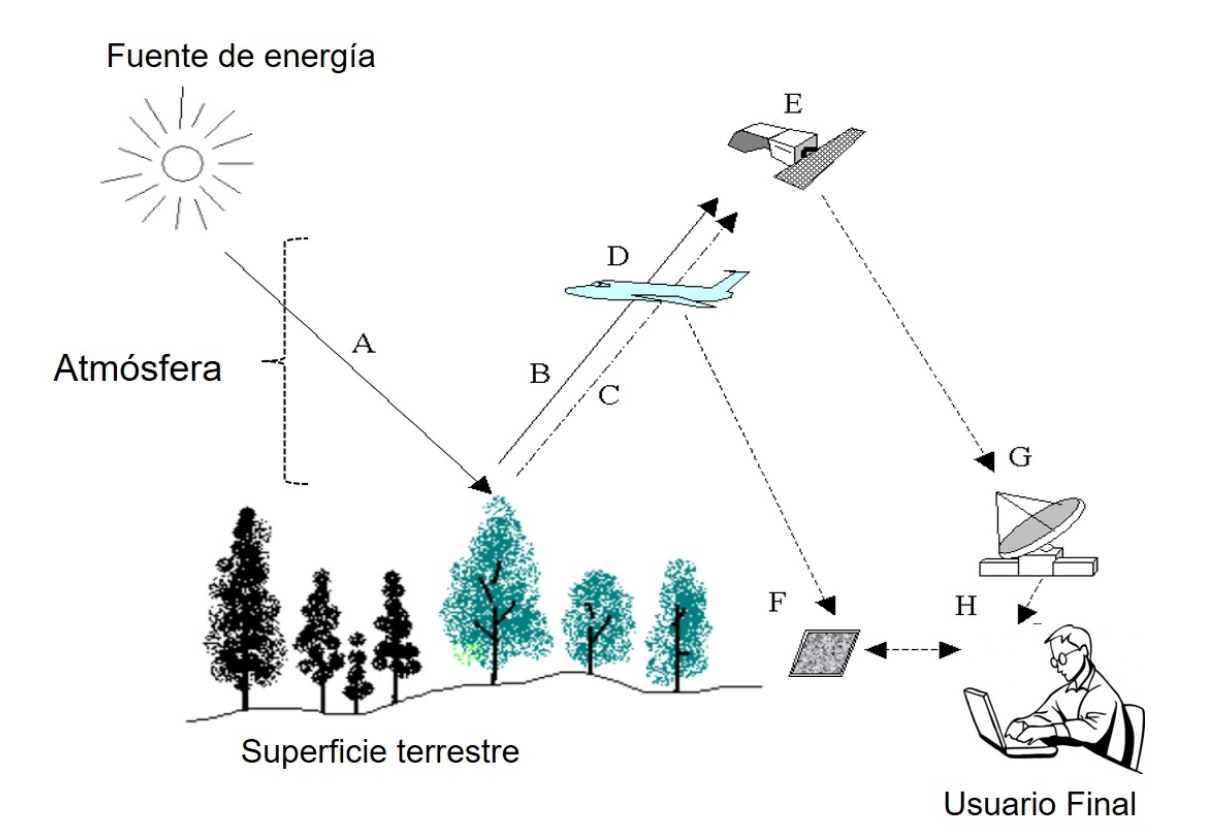 Fuente de energía
E
D
Atmósfera
A
B
C
G
F
H
Superficie terrestre
Usuario Final